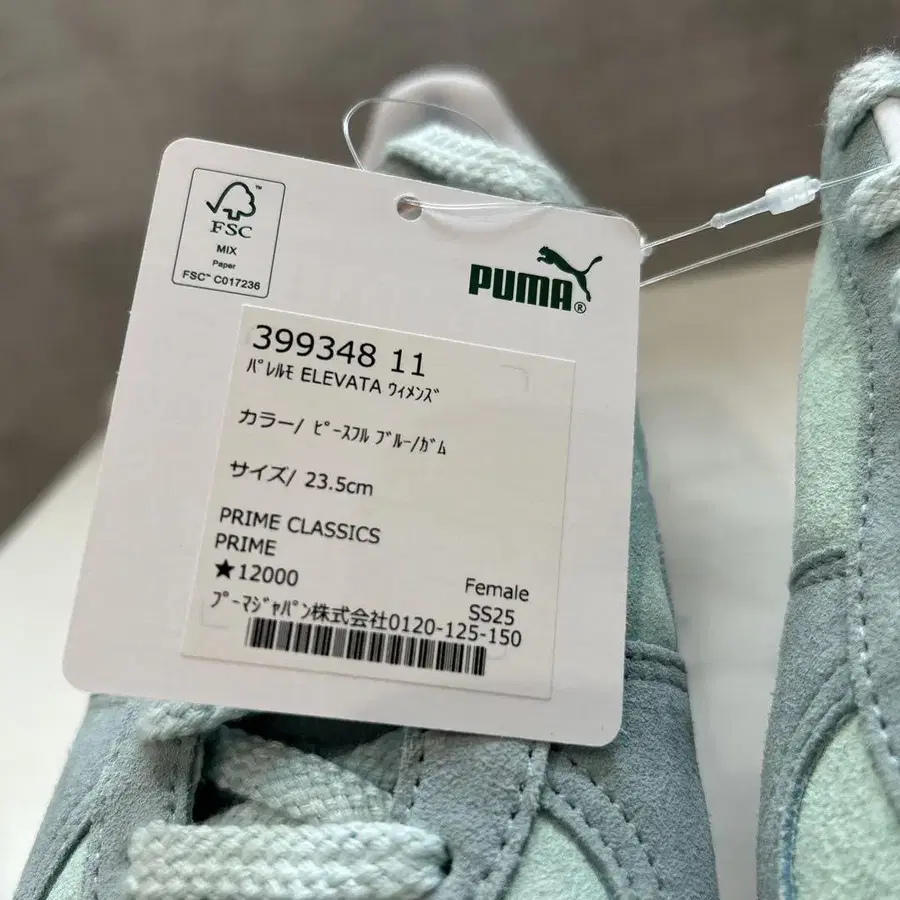 FSC™
MIX
Paper
FSC™ C017236
PUMA®
399348 11
ﾊﾟﾚﾙﾓ ELEVATA ｳｨﾒﾝｽﾞ
カラー/ ﾋﾟｰｽﾌﾙ ﾌﾞﾙｰ/ｶﾞﾑ
サイズ/ 23.5cm
PRIME CLASSICS
PRIME
★12000
Female
SS25
ﾌﾟｰﾏｼﾞｬﾊﾟﾝ株式会社0120-125-150